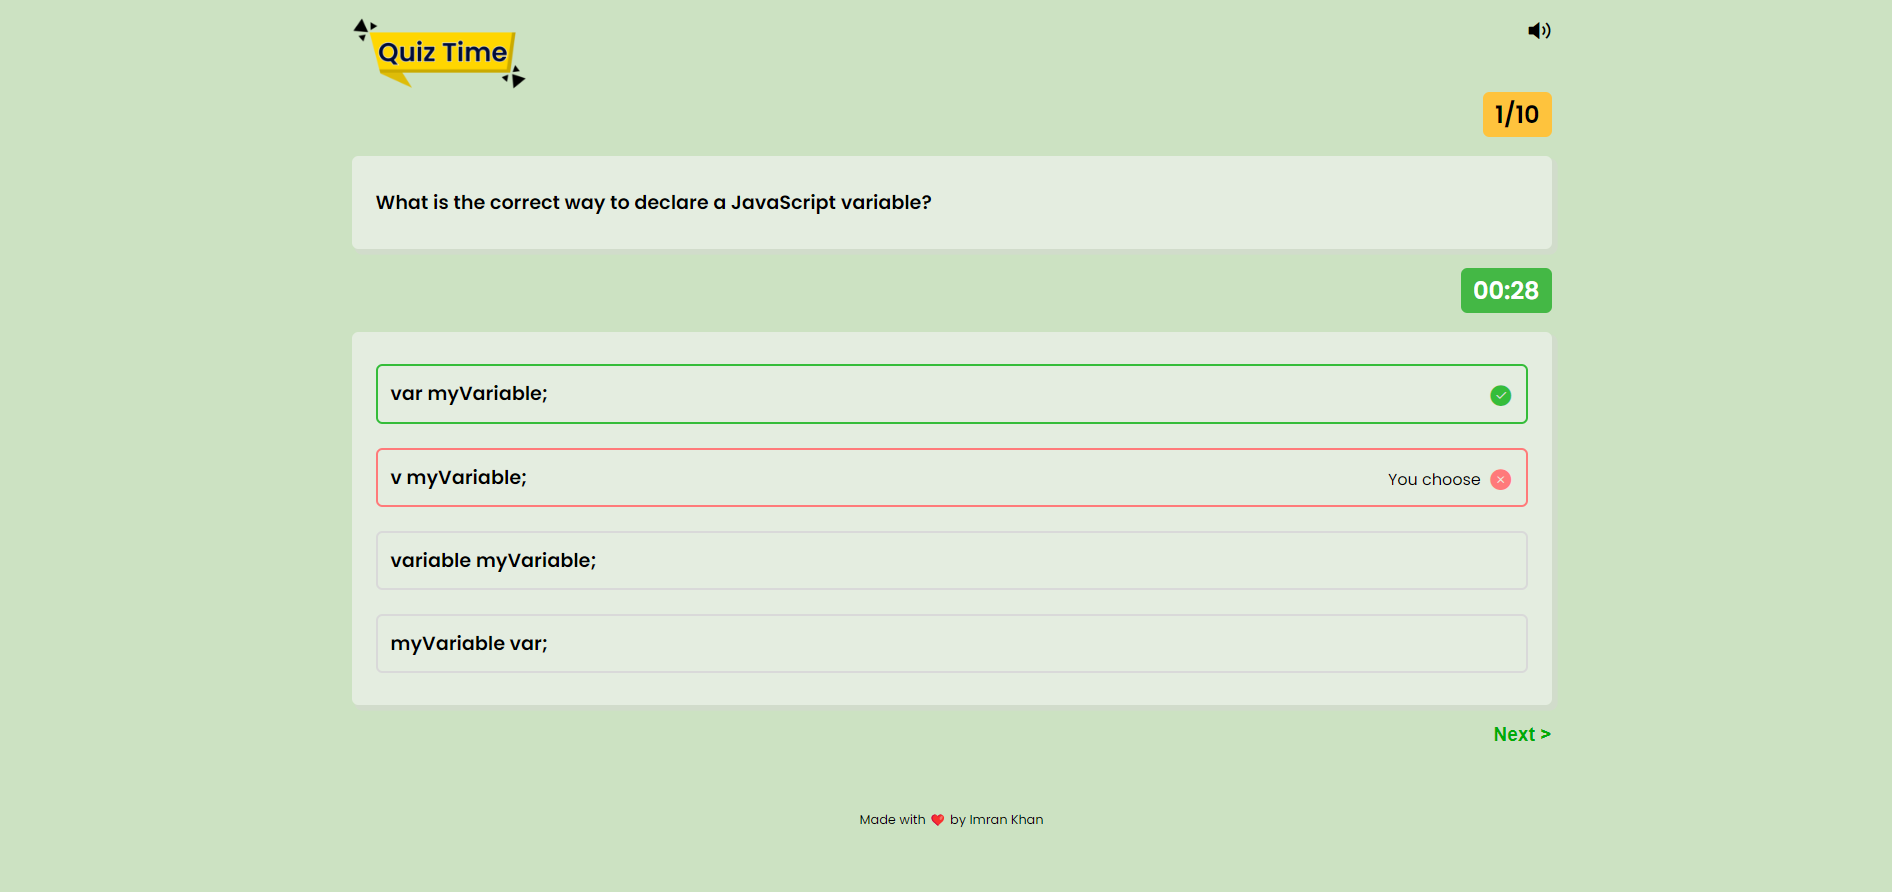 Quiz Time
1/10
What is the correct way to declare a JavaScript variable?
00:28
var myVariable;
v myVariable; You choose
variable myVariable;
myVariable var;
Next >
Made with ❤️ by Imran Khan